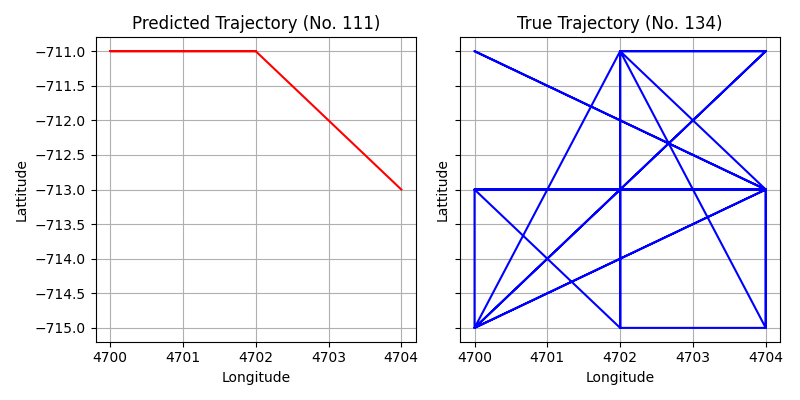 Predicted Trajectory (No. 111)
True Trajectory (No. 134)
−711.0
−711.5
−712.0
−712.5
−713.0
−713.5
−714.0
−714.5
−715.0
Lattitude
Lattitude
4700 4701 4702 4703 4704
4700 4701 4702 4703 4704
Longitude
Longitude